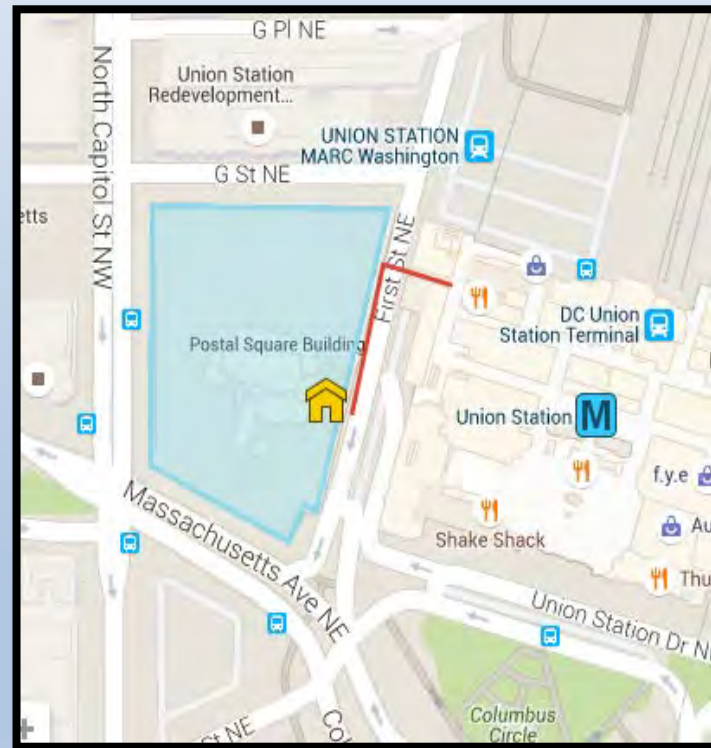 G Pl NE
North Capitol St NW
Union Station
Redevelopment...
UNION STATION
MARC Washington
G St NE
etts
First St NE
DC Union
Station Terminal
Postal Square Building
Union Station
M
f.y.e
Shake Shack
Au
Thu
Massachusetts Ave NE
Union Station Dr N
Columbus
Circle
St NE
Col